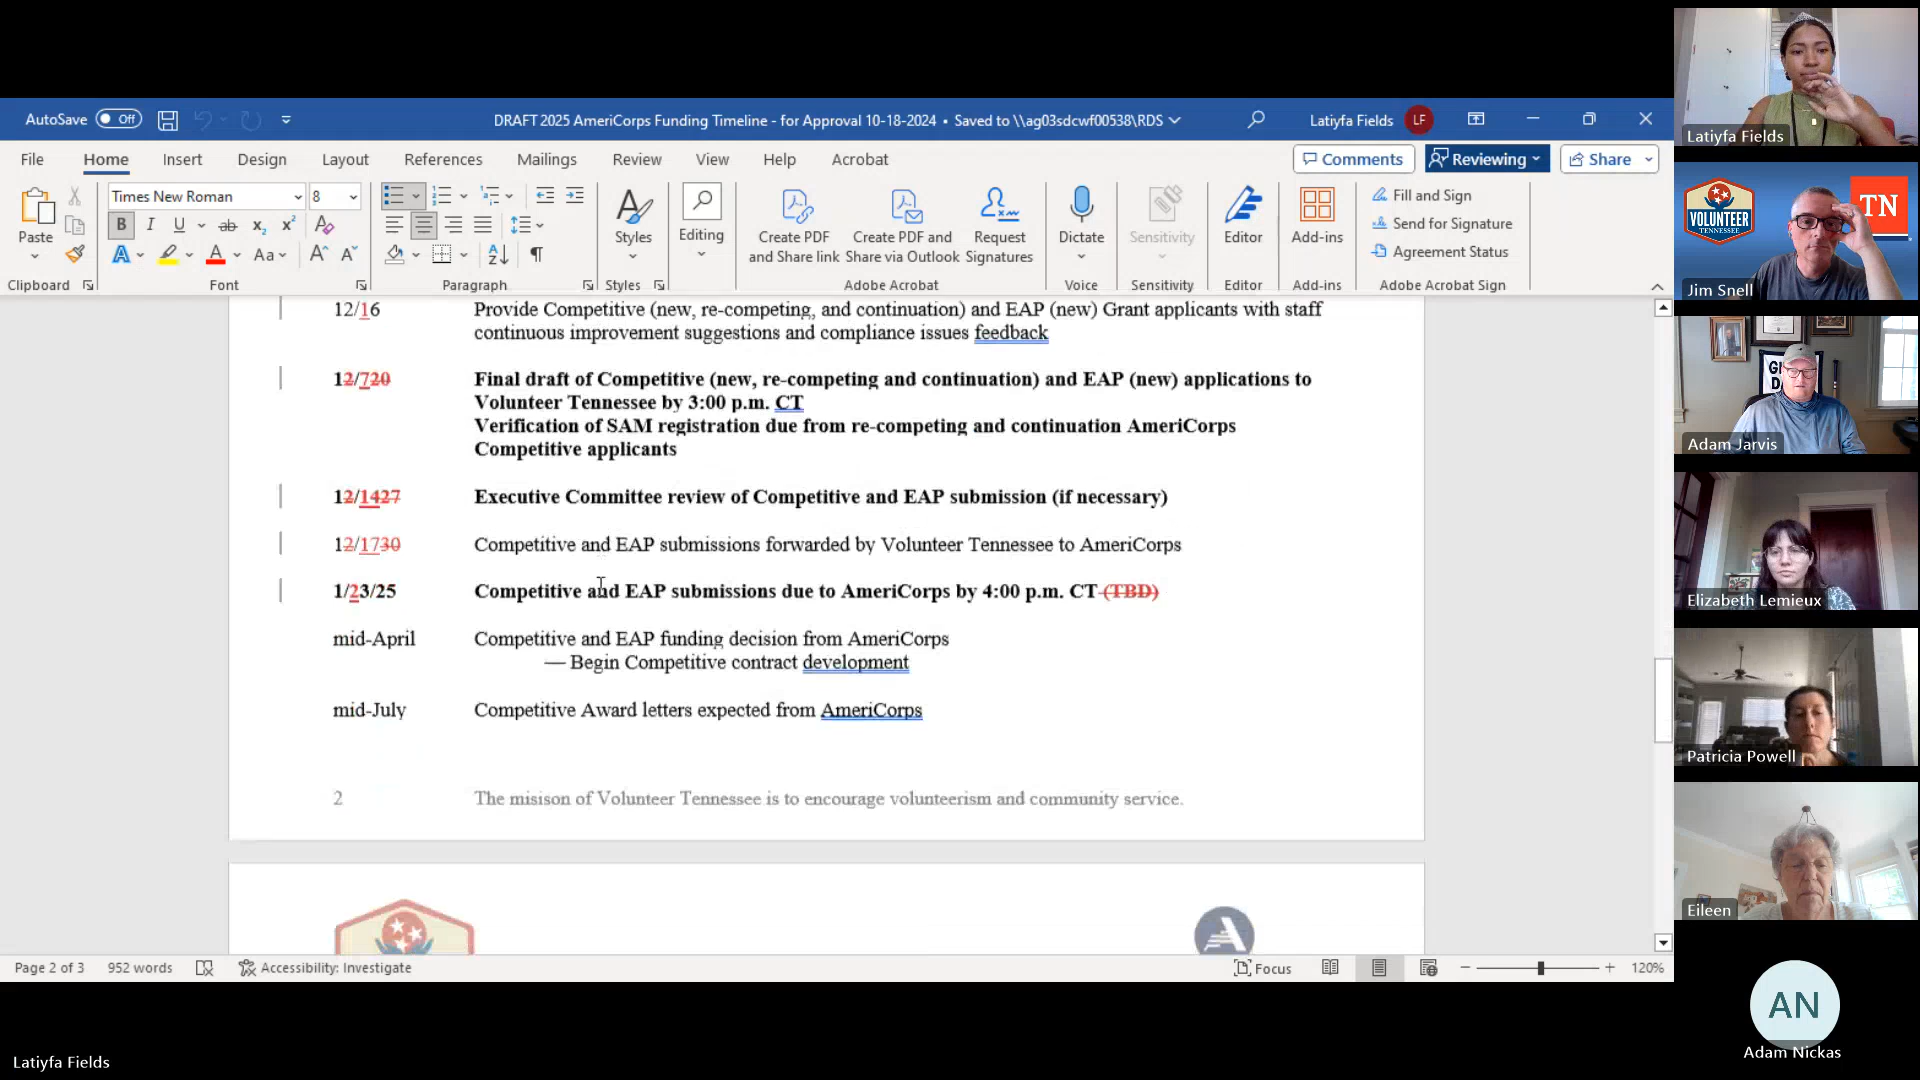 AutoSave Off
DRAFT 2025 AmeriCorps Funding Timeline - for Approval 10-18-2024 • Saved to \\ag03sdcwf00538\RDS
Latiyfa Fields LF
File Home Insert Design Layout References Mailings Review View Help Acrobat
Comments Reviewing Share
Times New Roman 8
Paste
Styles
Editing
Create PDF and Share link
Create PDF and Share via Outlook
Request Signatures
Dictate
Sensitivity
Editor
Add-ins
Fill and Sign
Send for Signature
Agreement Status
Clipboard Font Paragraph Styles Adobe Acrobat Voice Sensitivity Editor Add-ins Adobe Acrobat Sign
12/16 Provide Competitive (new, re-competing, and continuation) and EAP (new) Grant applicants with staff
continuous improvement suggestions and compliance issues feedback
12/720 Final draft of Competitive (new, re-competing and continuation) and EAP (new) applications to
Volunteer Tennessee by 3:00 p.m. CT
Verification of SAM registration due from re-competing and continuation AmeriCorps
Competitive applicants
12/1427 Executive Committee review of Competitive and EAP submission (if necessary)
12/1730 Competitive and EAP submissions forwarded by Volunteer Tennessee to AmeriCorps
1/23/25 Competitive and EAP submissions due to AmeriCorps by 4:00 p.m. CT (TBD)
mid-April Competitive and EAP funding decision from AmeriCorps
— Begin Competitive contract development
mid-July Competitive Award letters expected from AmeriCorps
2 The misison of Volunteer Tennessee is to encourage volunteerism and community service.
A
Page 2 of 3 952 words Accessibility: Investigate
Focus 120%
Latiyfa Fields
Latiyfa Fields
VOLUNTEER
TENNESSEE
TN
Jim Snell
Adam Jarvis
Elizabeth Lemieux
Patricia Powell
Eileen
AN
Adam Nickas